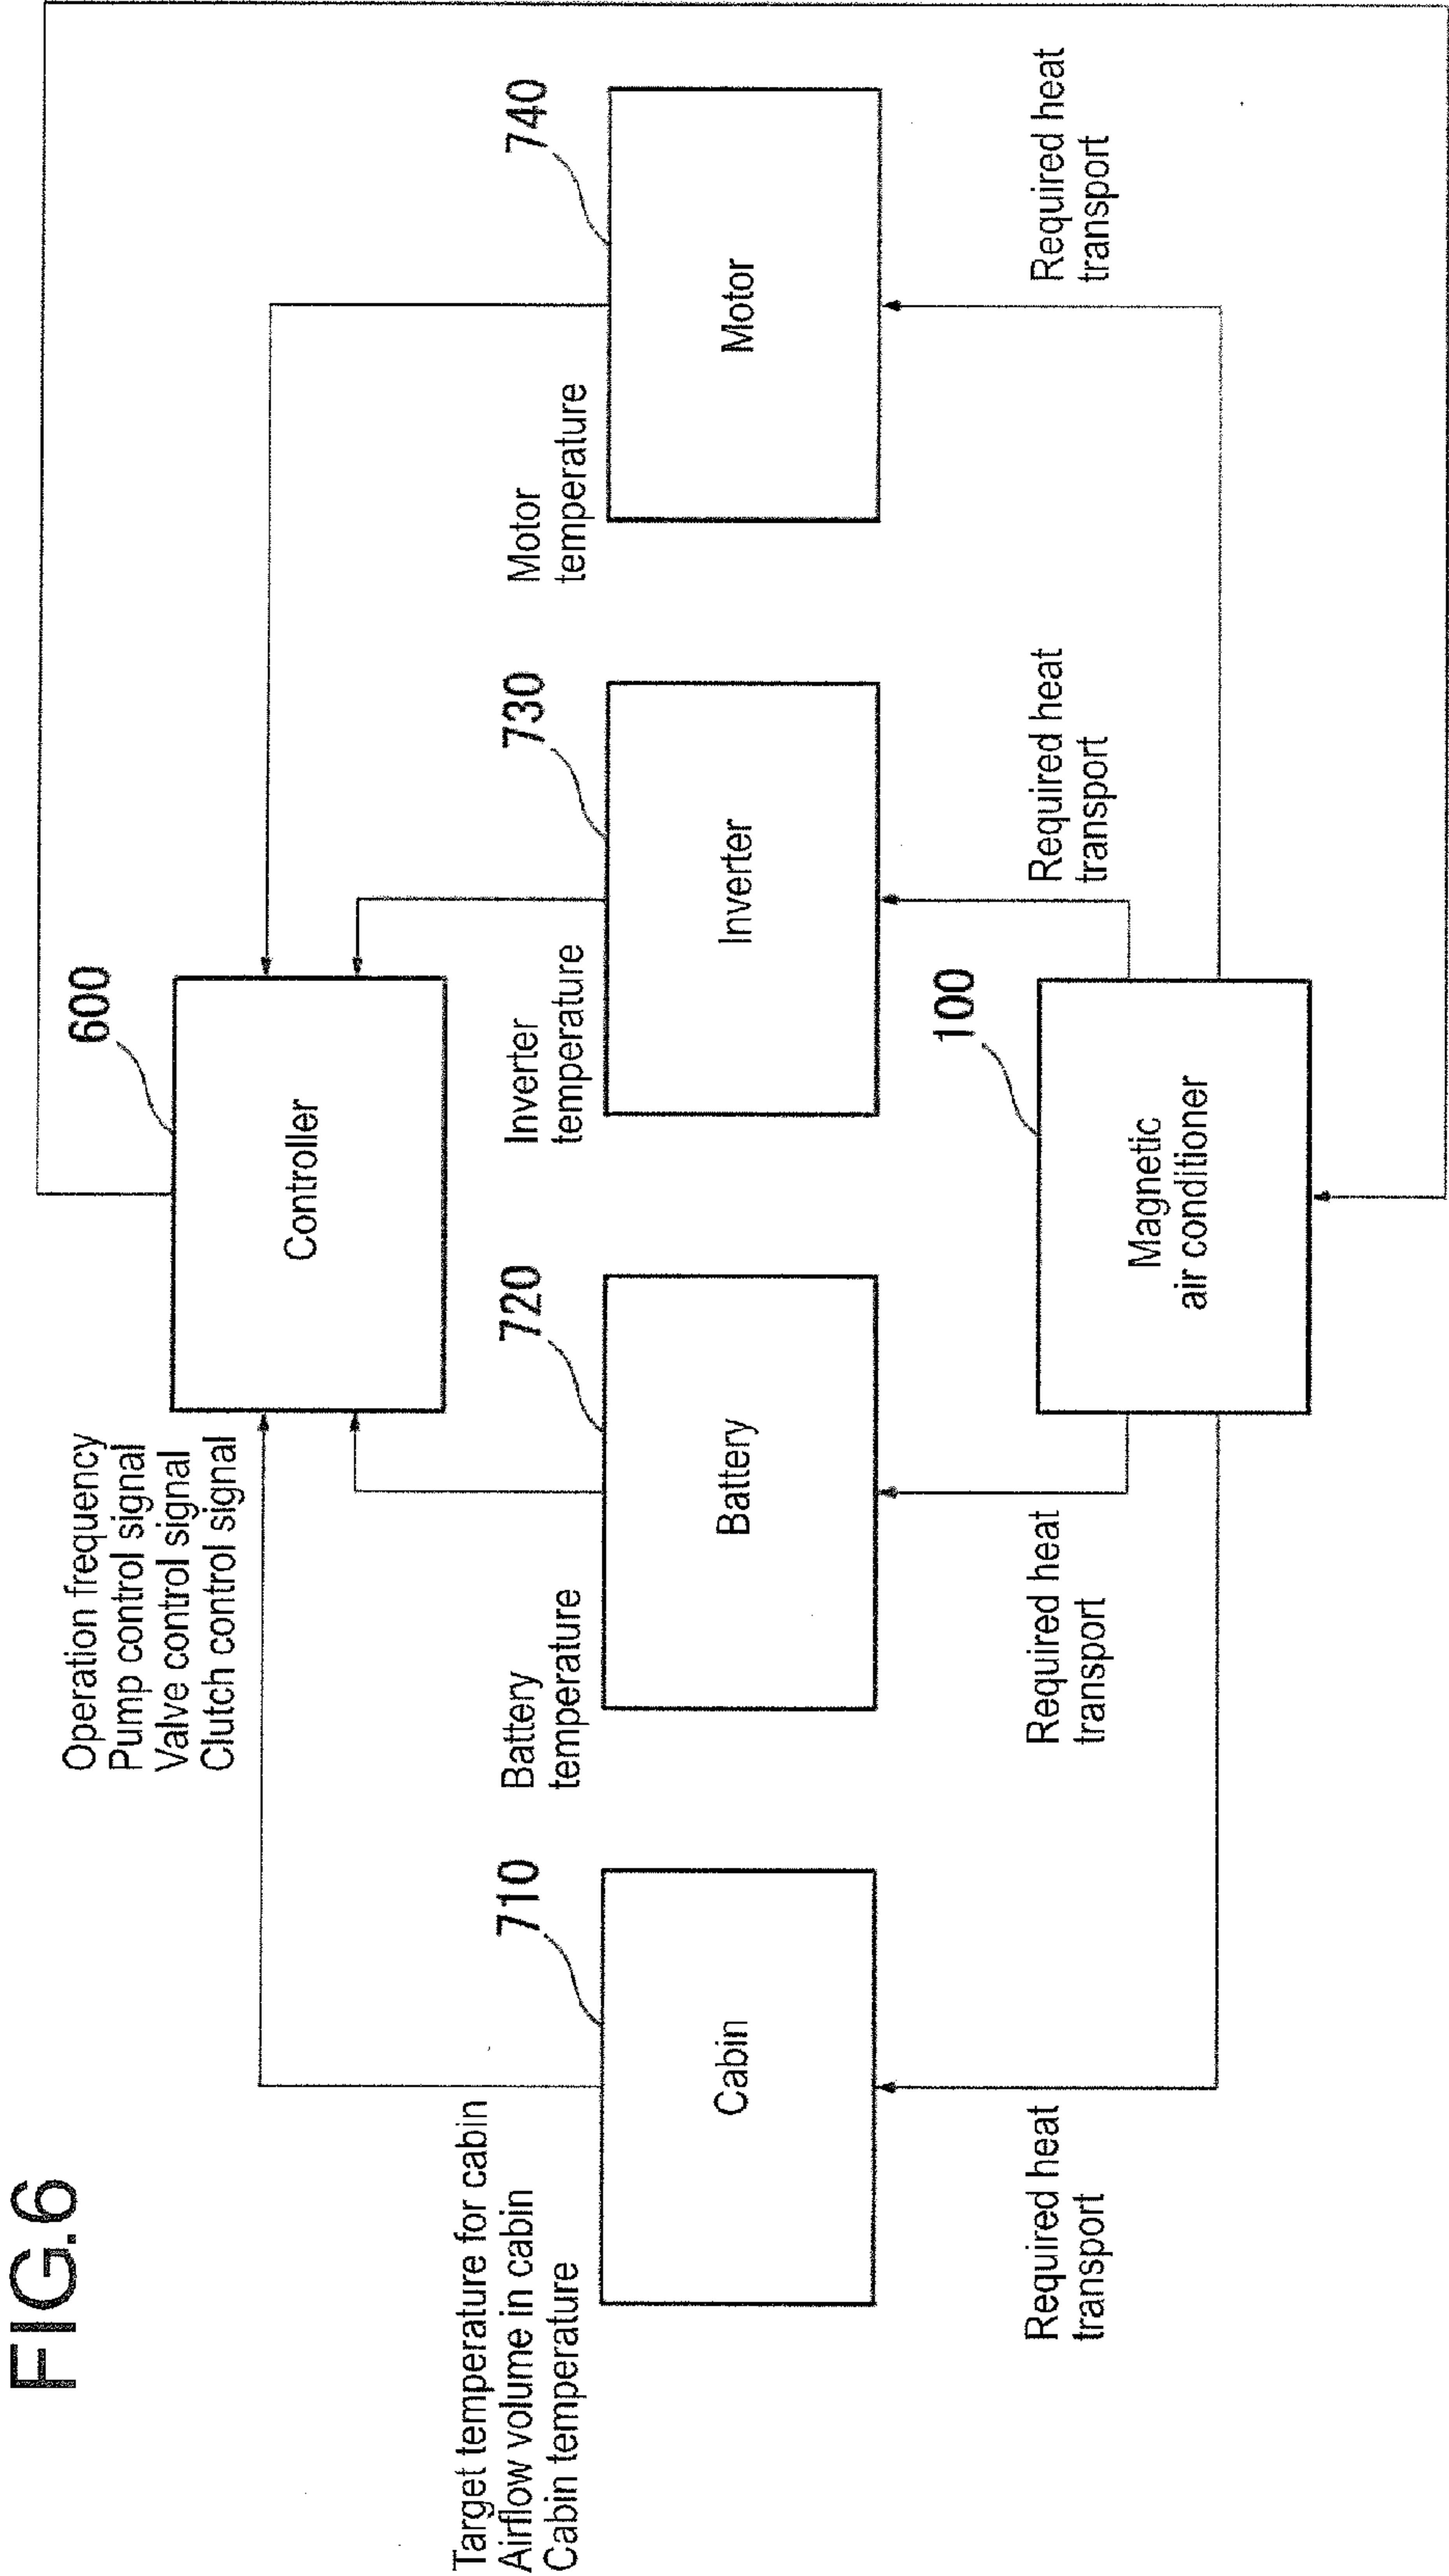 FIG.6
Operation frequency
Pump control signal
Valve control signal
Clutch control signal
600
Controller
Target temperature for cabin
Airflow volume in cabin
Cabin temperature
710
Cabin
Battery
temperature
720
Battery
Inverter
temperature
730
Inverter
Motor
temperature
740
Motor
Required heat
transport
Required heat
transport
100
Magnetic
air conditioner
Required heat
transport
Required heat
transport